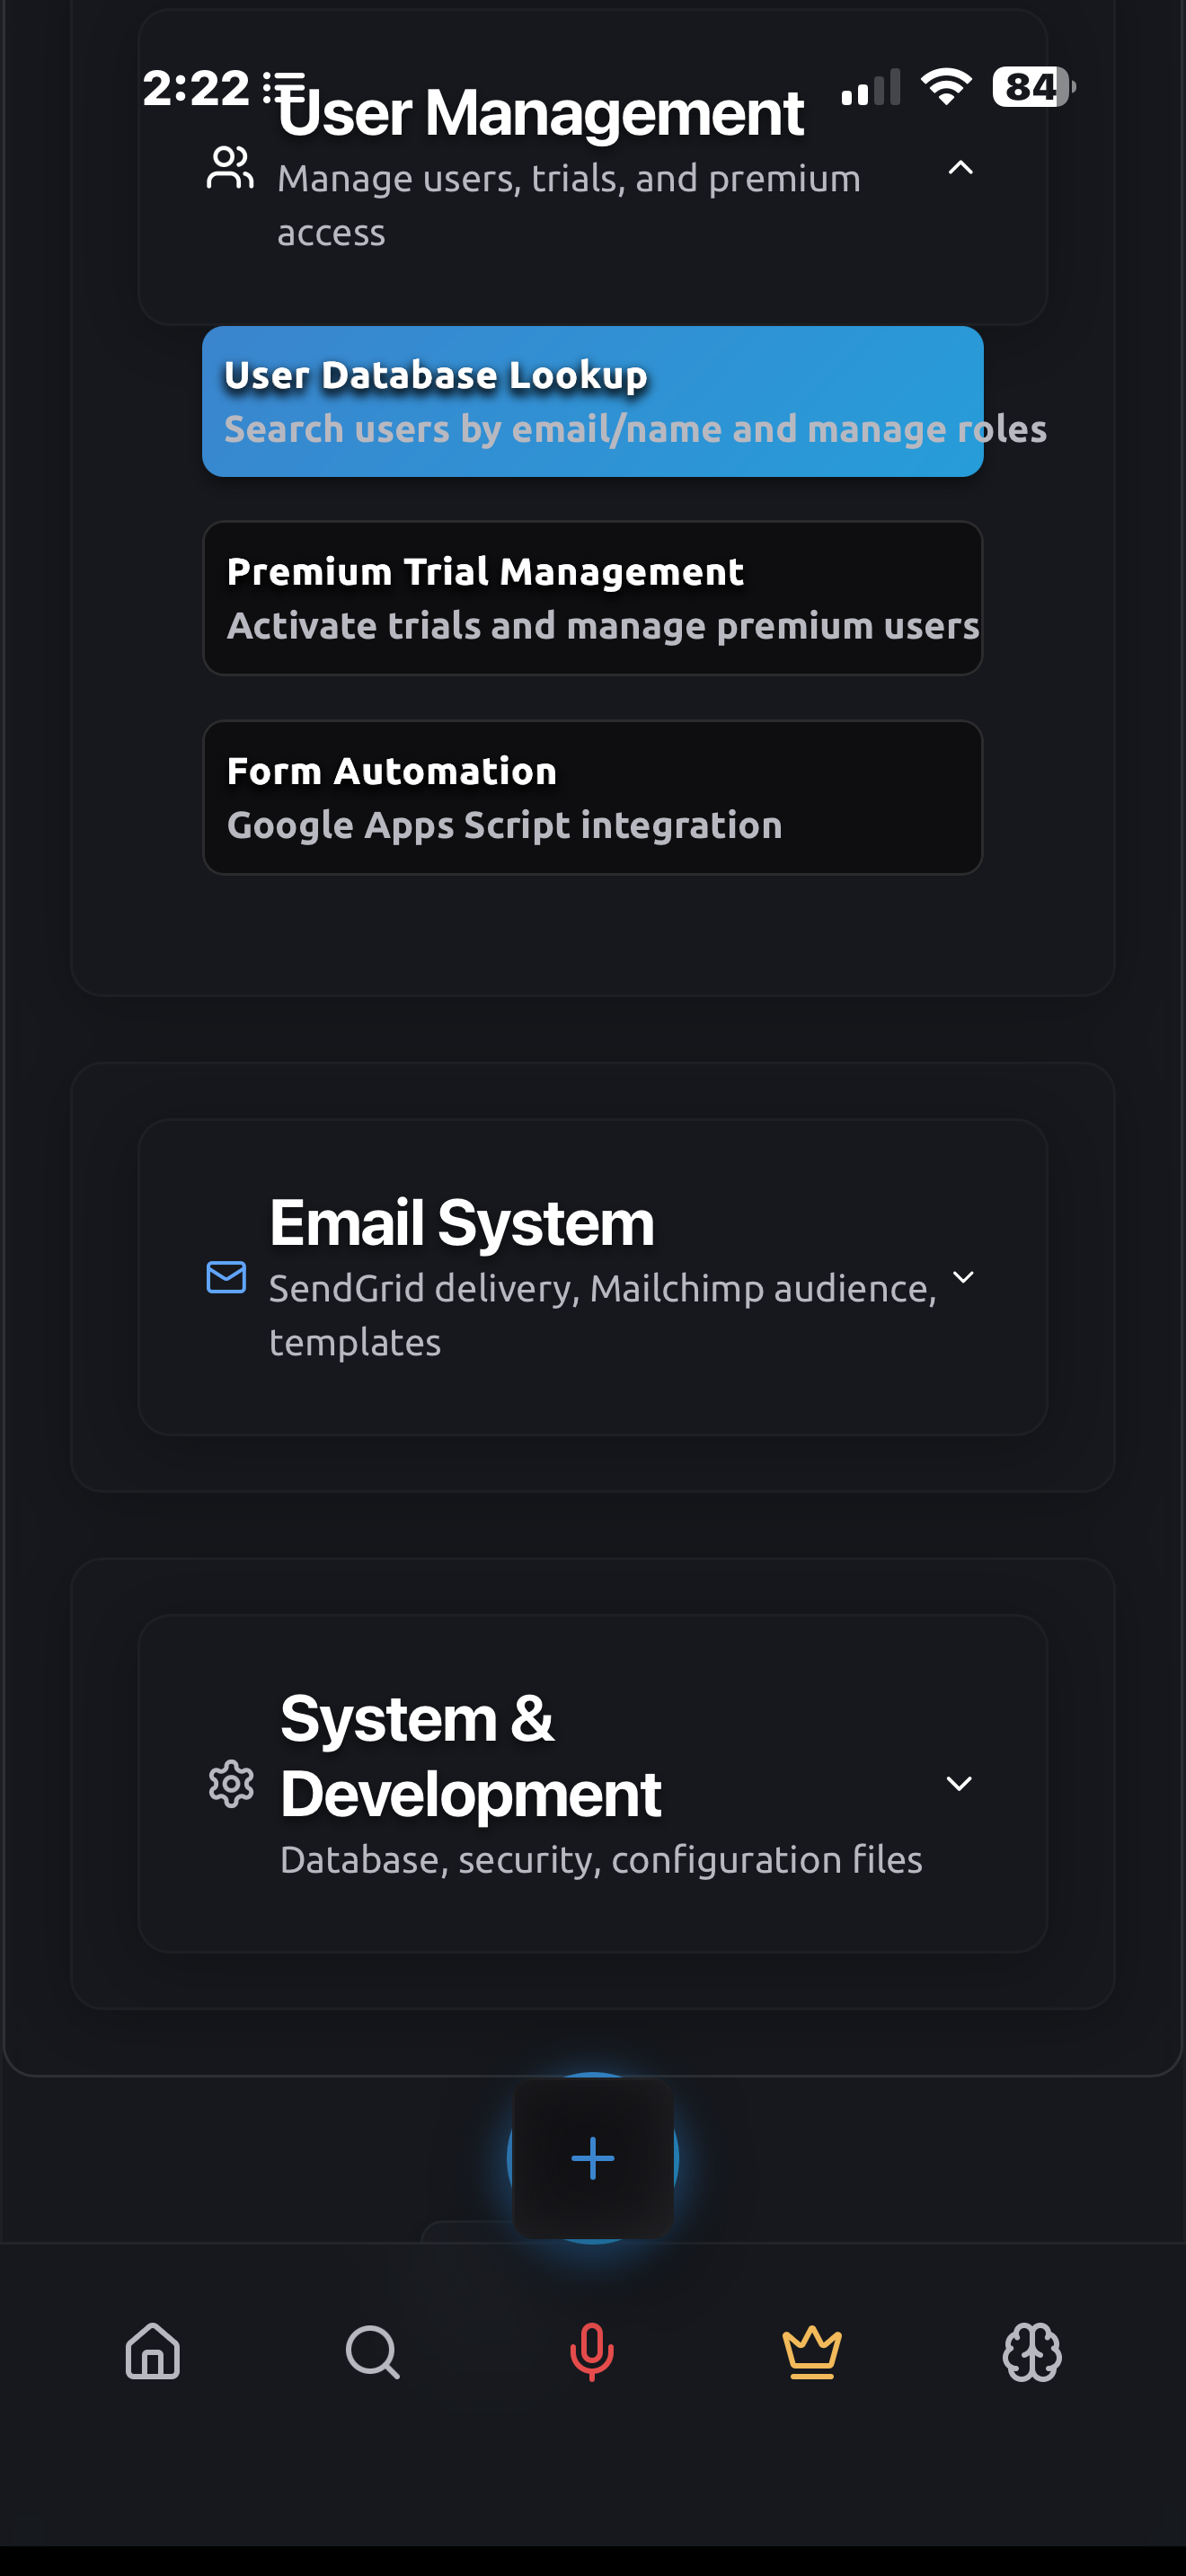 2:22
84
User Management
Manage users, trials, and premium
access
User Database Lookup
Search users by email/name and manage roles
Premium Trial Management
Activate trials and manage premium users
Form Automation
Google Apps Script integration
Email System
SendGrid delivery, Mailchimp audience,
templates
System &
Development
Database, security, configuration files